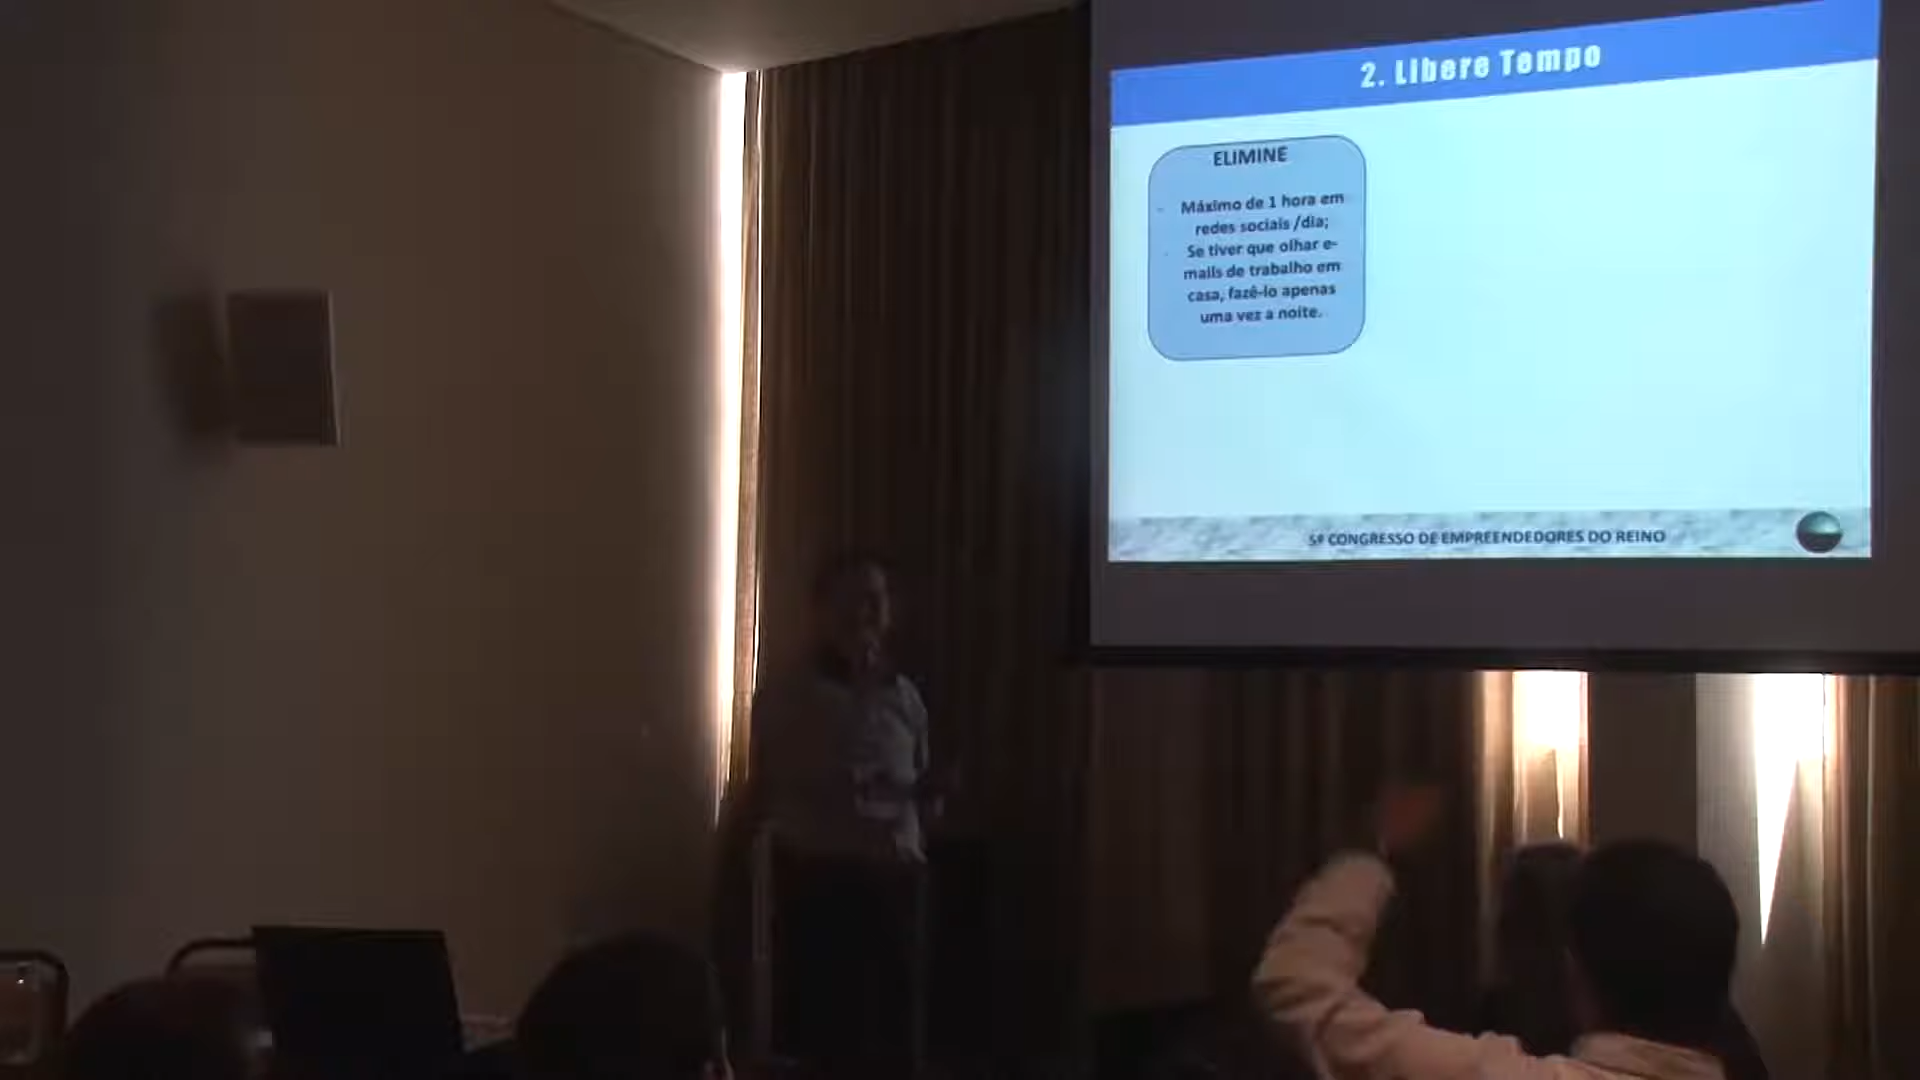 2. Libere Tempo
ELIMINE
- Máximo de 1 hora em
redes sociais /dia;
- Se tiver que olhar e-
mails de trabalho em
casa, fazê-lo apenas
uma vez a noite.
5º CONGRESSO DE EMPREENDEDORES DO REINO